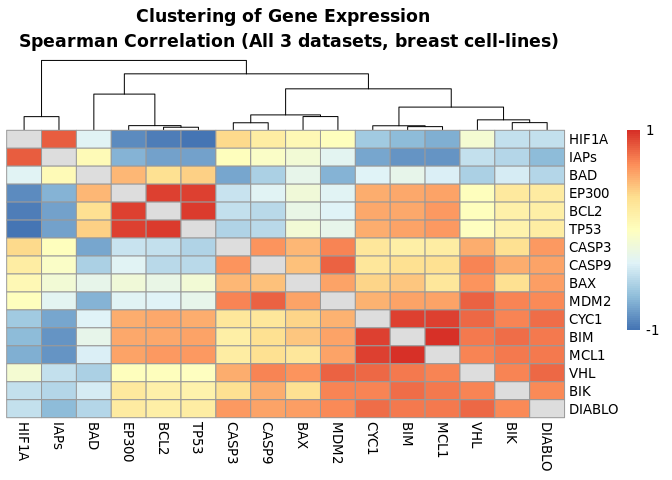 Clustering of Gene Expression
Spearman Correlation (All 3 datasets, breast cell-lines)
HIF1A
IAPs
BAD
EP300
BCL2
TP53
CASP3
CASP9
BAX
MDM2
CYC1
BIM
MCL1
VHL
BIK
DIABLO
1
-1
HIF1A
IAPs
BAD
EP300
BCL2
TP53
CASP3
CASP9
BAX
MDM2
CYC1
BIM
MCL1
VHL
BIK
DIABLO